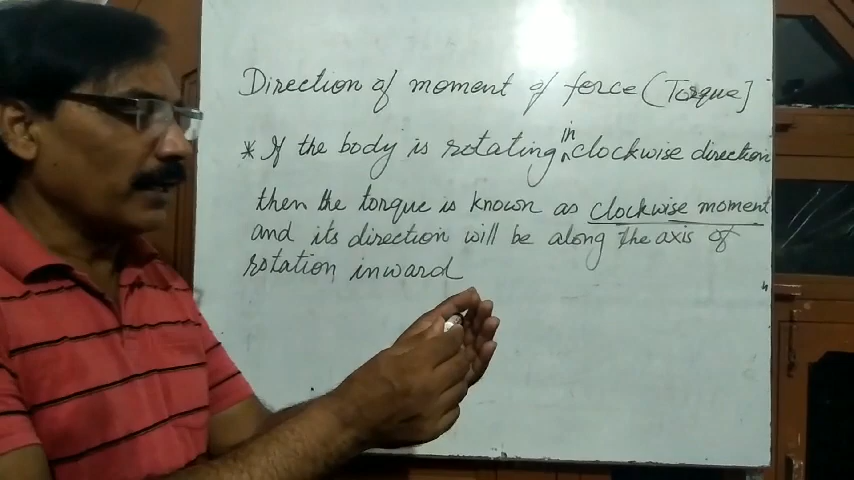 Direction of moment of force (Torque]
* If the body is rotating in clockwise direction
then the torque is known as clockwise moment
and its direction will be along the axis of
rotation inward